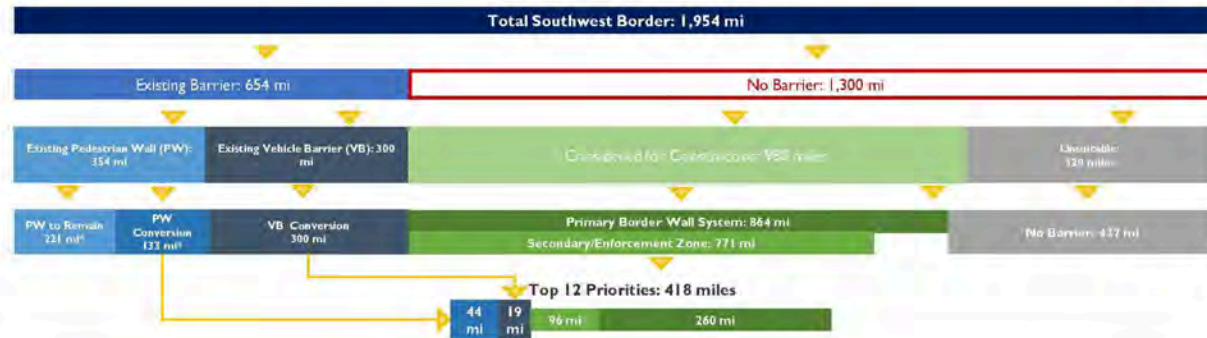 Total Southwest Border: 1,954 mi
Existing Barrier: 654 mi
No Barrier: 1,300 mi
Existing Pedestrian Wall (PW):
354 mi
Existing Vehicle Barrier (VB): 300
mi
Considered for Construction: 980 miles
Unsuitable:
320 miles
PW to Remain
221 mi*
PW
Conversion
133 mi*
VB Conversion
300 mi
Primary Border Wall System: 864 mi
Secondary/Enforcement Zone: 771 mi
No Barrier: 437 mi
Top 12 Priorities: 418 miles
44
mi
19
mi
96 mi
260 mi